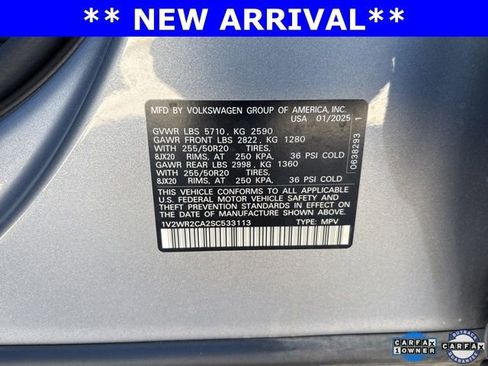 ** NEW ARRIVAL**
MFD BY VOLKSWAGEN GROUP OF AMERICA, INC.
USA 01/2025
GVWR LBS 5710, KG 2590
GAWR FRONT LBS 2822, KG 1280
WITH 255/50R20 TIRES,
8JX20 RIMS, AT 250 KPA, 36 PSI COLD
GAWR REAR LBS 2998, KG 1360
WITH 255/50R20 TIRES,
8JX20 RIMS, AT 250 KPA, 36 PSI COLD
THIS VEHICLE CONFORMS TO ALL APPLICABLE
U.S. FEDERAL MOTOR VEHICLE SAFETY AND
THEFT PREVENTION STANDARDS IN EFFECT ON
THE DATE OF MANUFACTURE SHOWN ABOVE.
1V2WR2CA2SC533113 TYPE: MPV
0638293 1
CARFAX
1 OWNER
BUYBACK
CARFAX
GUARANTEE